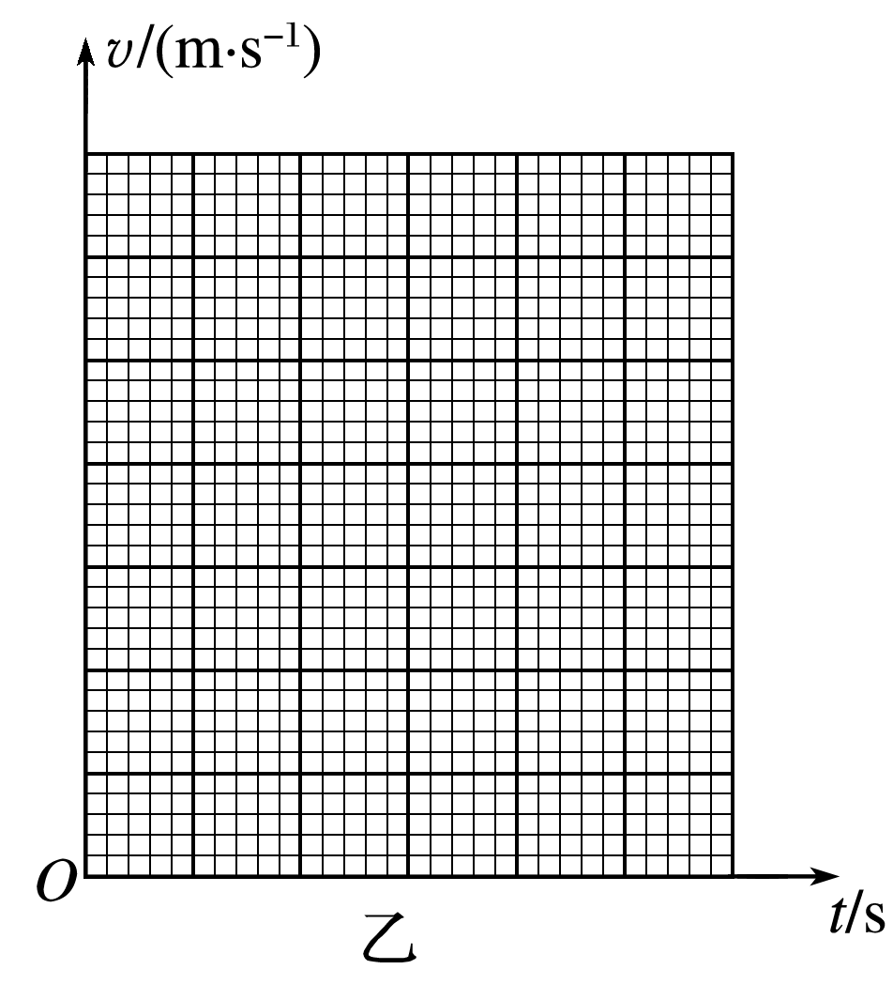 v/(m·s⁻¹)
O
t/s
乙